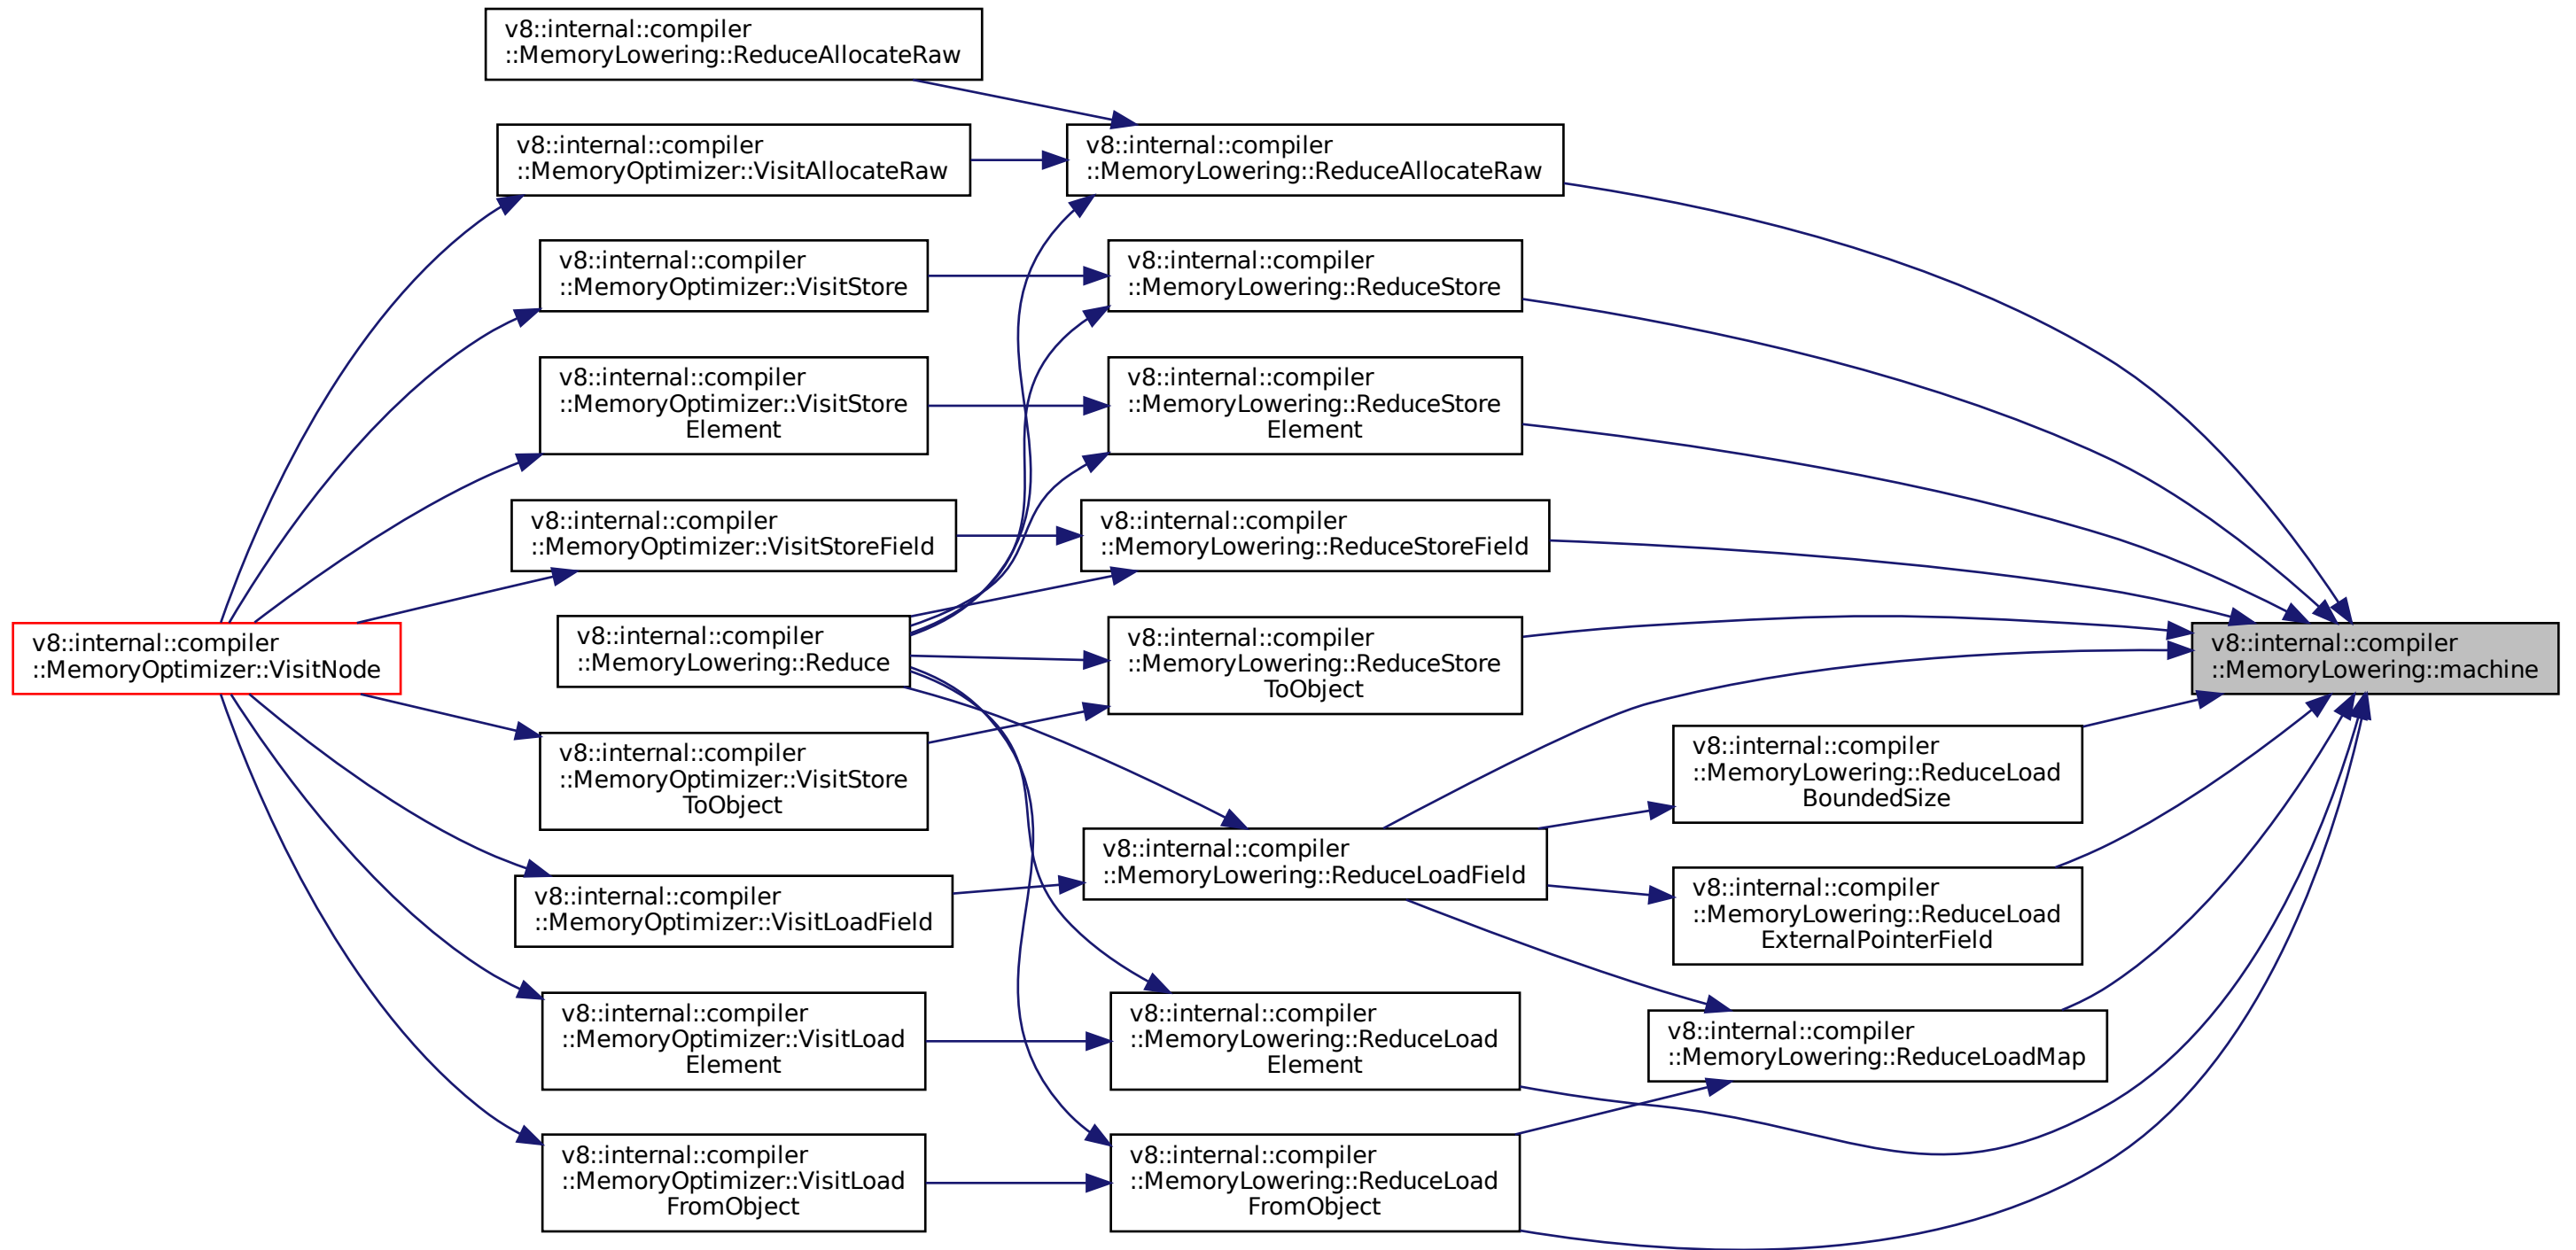 v8::internal::compiler
::MemoryLowering::ReduceAllocateRaw
v8::internal::compiler
::MemoryOptimizer::VisitAllocateRaw
v8::internal::compiler
::MemoryLowering::ReduceAllocateRaw
v8::internal::compiler
::MemoryOptimizer::VisitStore
v8::internal::compiler
::MemoryLowering::ReduceStore
v8::internal::compiler
::MemoryOptimizer::VisitStore
Element
v8::internal::compiler
::MemoryLowering::ReduceStore
Element
v8::internal::compiler
::MemoryOptimizer::VisitStoreField
v8::internal::compiler
::MemoryLowering::ReduceStoreField
v8::internal::compiler
::MemoryOptimizer::VisitNode
v8::internal::compiler
::MemoryLowering::Reduce
v8::internal::compiler
::MemoryLowering::ReduceStore
ToObject
v8::internal::compiler
::MemoryLowering::machine
v8::internal::compiler
::MemoryOptimizer::VisitStore
ToObject
v8::internal::compiler
::MemoryLowering::ReduceLoad
BoundedSize
v8::internal::compiler
::MemoryLowering::ReduceLoadField
v8::internal::compiler
::MemoryOptimizer::VisitLoadField
v8::internal::compiler
::MemoryLowering::ReduceLoad
ExternalPointerField
v8::internal::compiler
::MemoryOptimizer::VisitLoad
Element
v8::internal::compiler
::MemoryLowering::ReduceLoad
Element
v8::internal::compiler
::MemoryLowering::ReduceLoadMap
v8::internal::compiler
::MemoryOptimizer::VisitLoad
FromObject
v8::internal::compiler
::MemoryLowering::ReduceLoad
FromObject